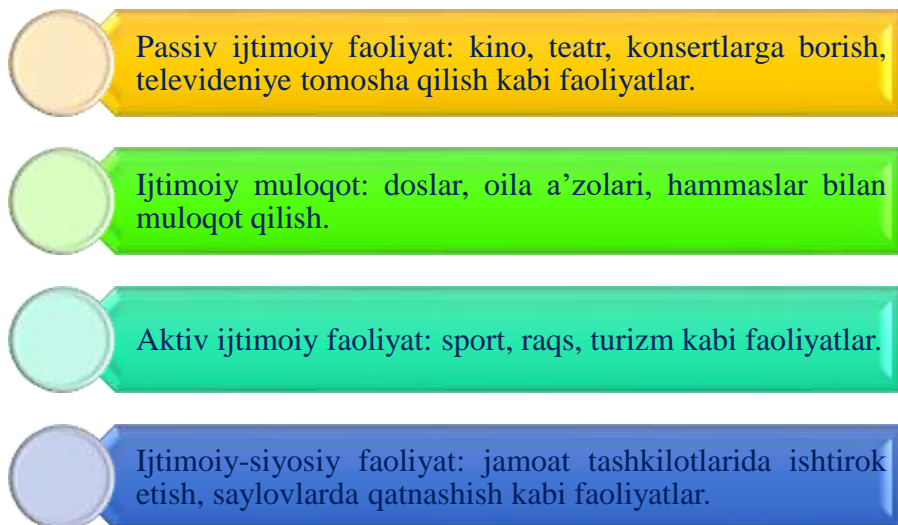 Passiv ijtimoiy faoliyat: kino, teatr, konsertlarga borish,
televideniye tomosha qilish kabi faoliyatlar.
Ijtimoiy muloqot: doslar, oila a’zolari, hammaslar bilan
muloqot qilish.
Aktiv ijtimoiy faoliyat: sport, raqs, turizm kabi faoliyatlar.
Ijtimoiy-siyosiy faoliyat: jamoat tashkilotlarida ishtirok
etish, saylovlarda qatnashish kabi faoliyatlar.